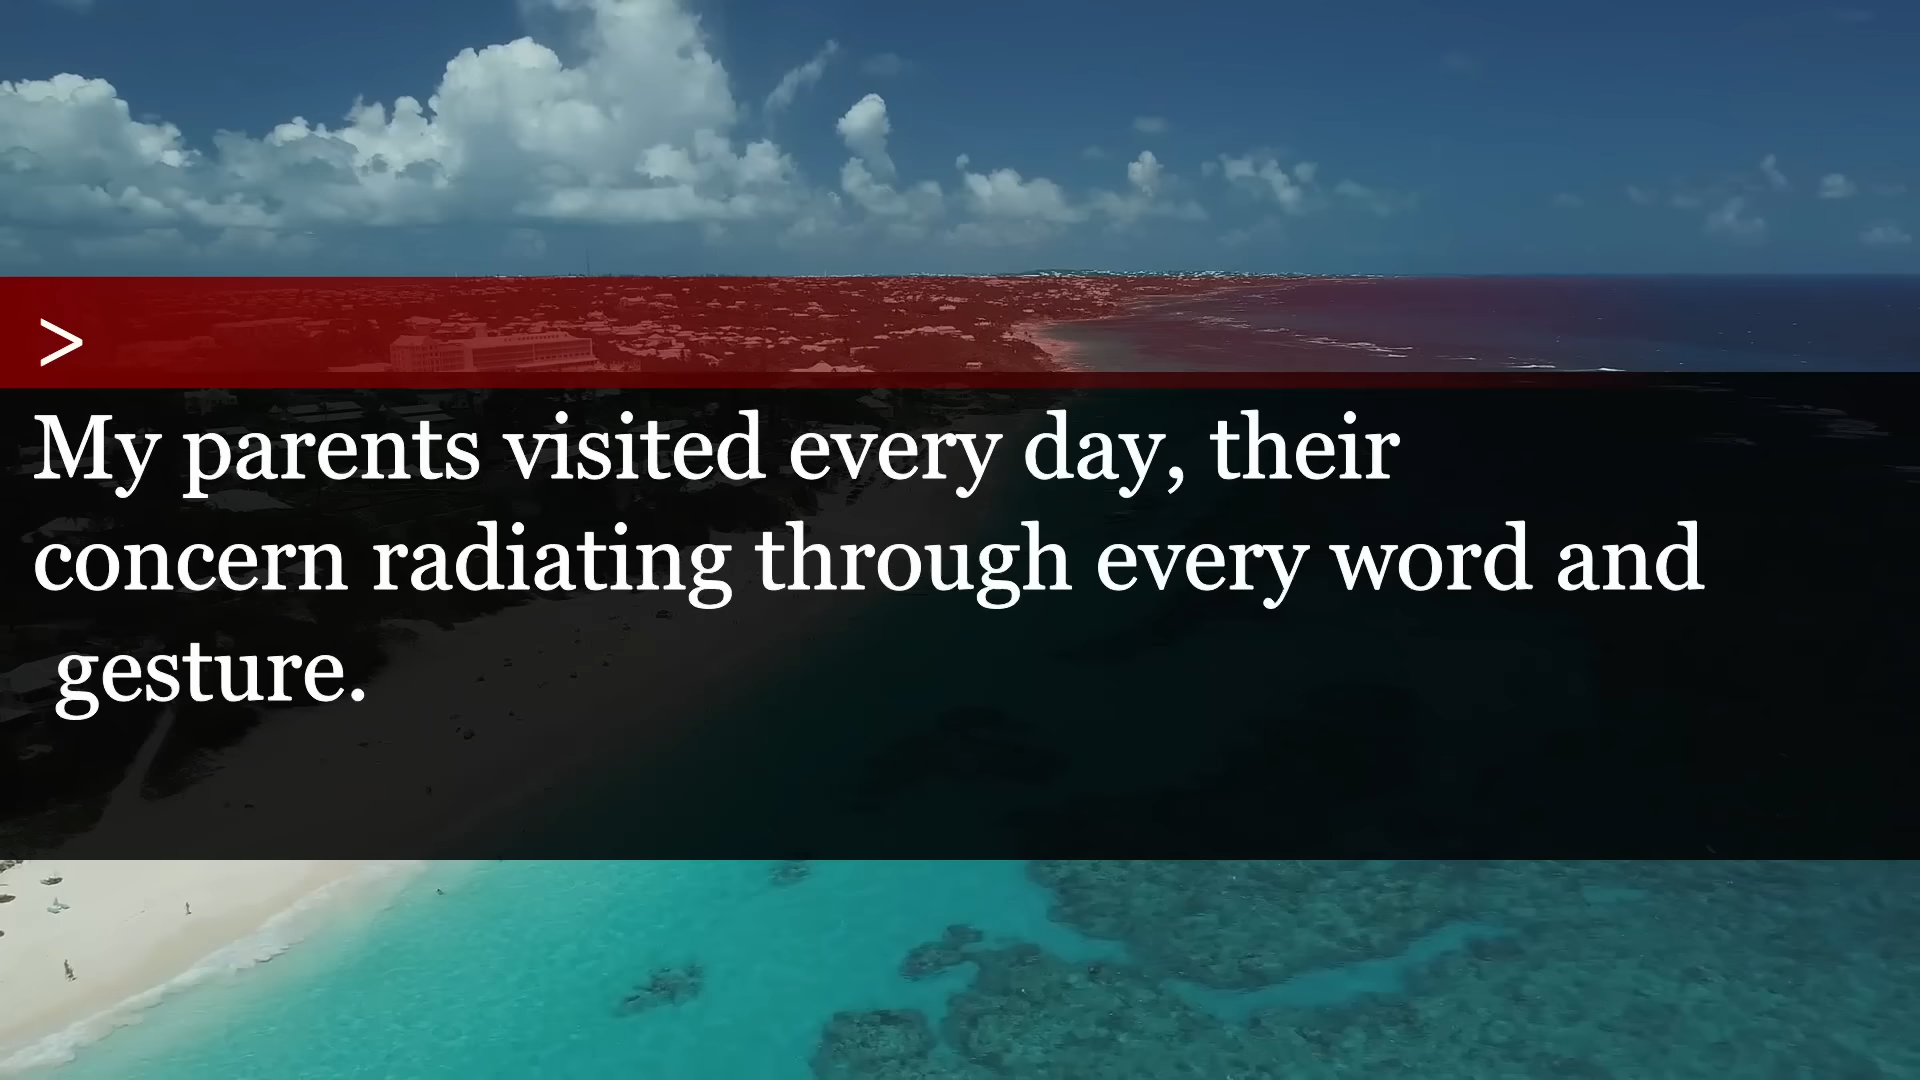 >
My parents visited every day, their
concern radiating through every word and
gesture.